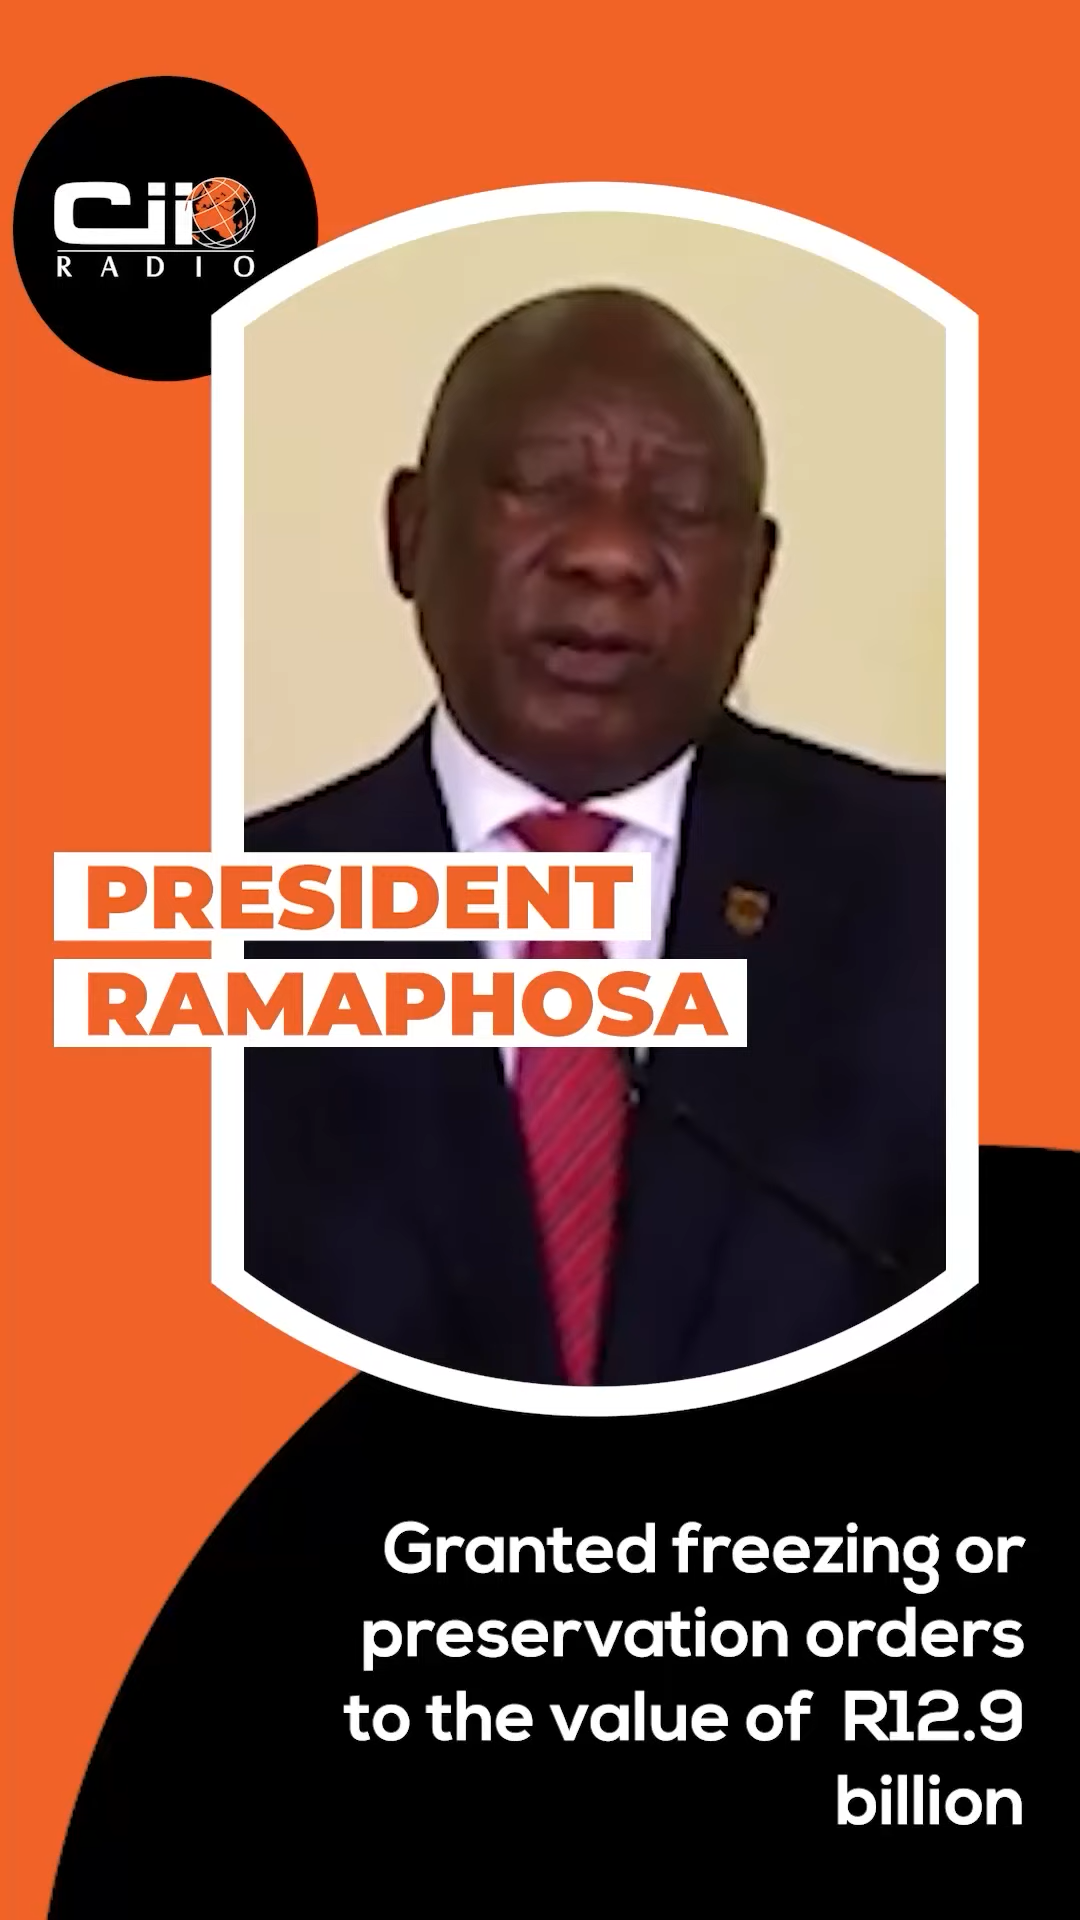 Cii
RADIO
PRESIDENT
RAMAPHOSA
Granted freezing or
preservation orders
to the value of R12.9
billion